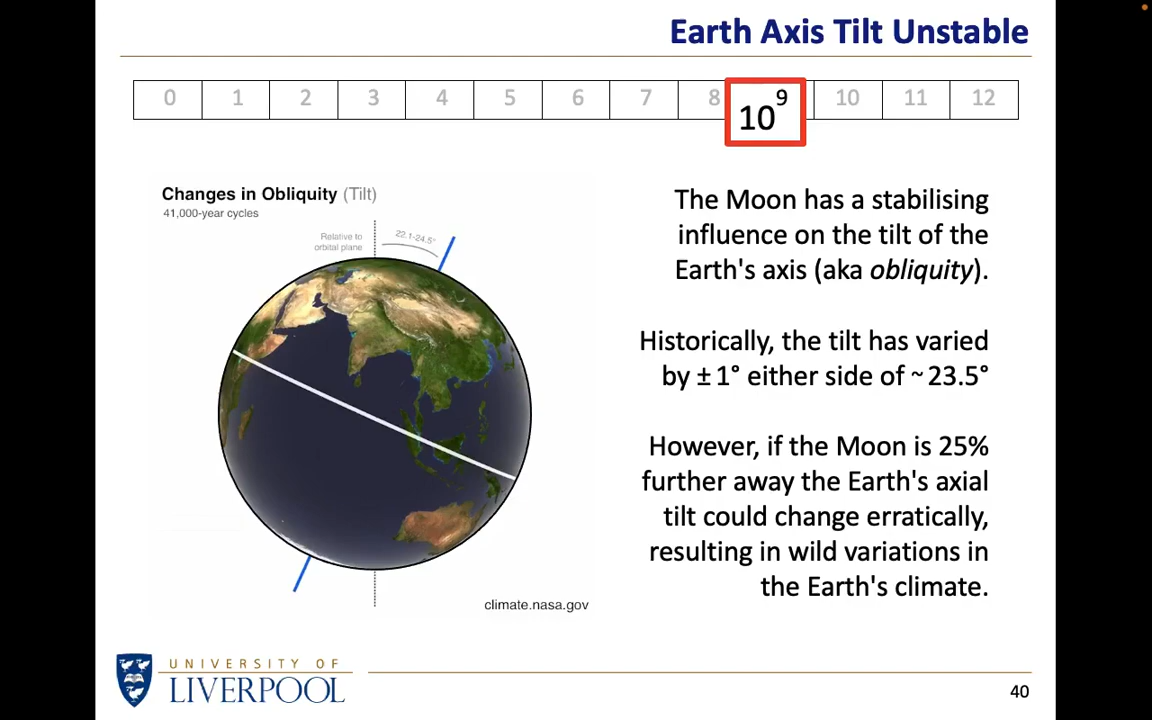 Earth Axis Tilt Unstable
0 1 2 3 4 5 6 7 8 10⁹ 10 11 12
Changes in Obliquity (Tilt)
41,000-year cycles
Relative to
orbital plane
22.1-24.5°
The Moon has a stabilising
influence on the tilt of the
Earth's axis (aka obliquity).
Historically, the tilt has varied
by ± 1° either side of ~ 23.5°
However, if the Moon is 25%
further away the Earth's axial
tilt could change erratically,
resulting in wild variations in
the Earth's climate.
climate.nasa.gov
UNIVERSITY OF
LIVERPOOL
40